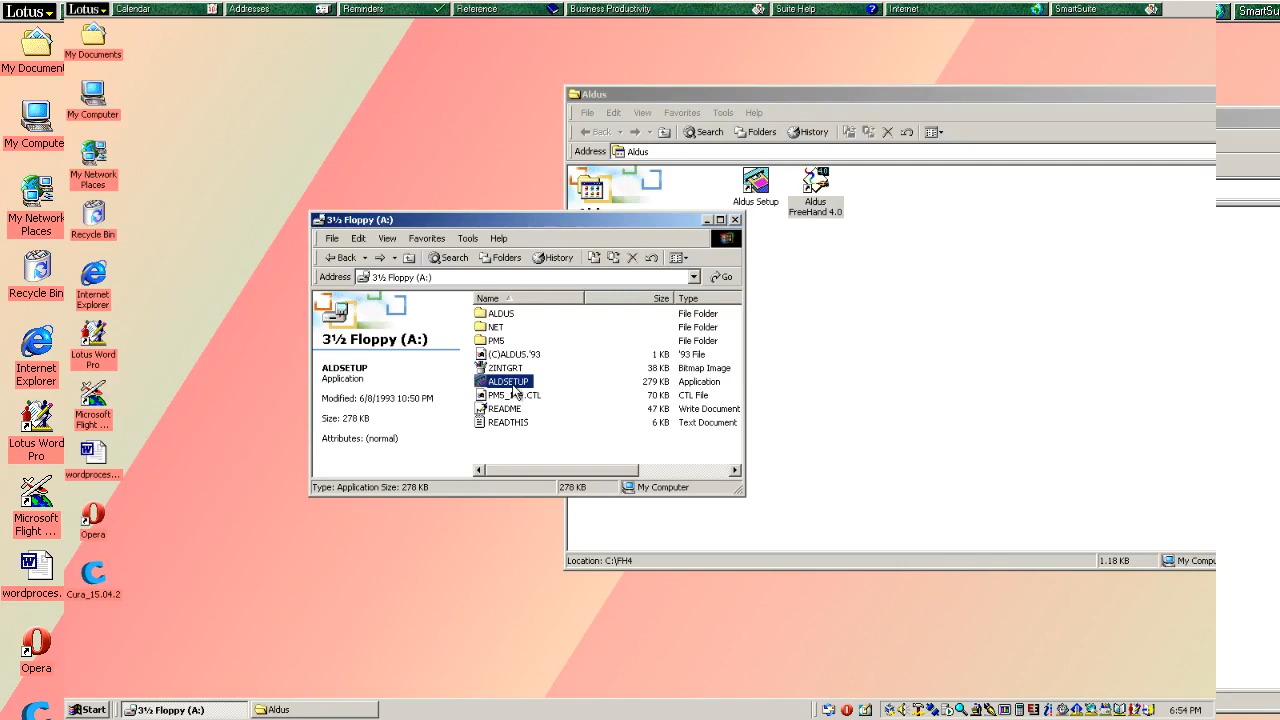 Lotus
Lotus
Calendar
Addresses
Reminders
Reference
Business Productivity
Suite Help
Internet
SmartSuite
SmartSu
My Document
My Compute
My Network
Places
Recycle Bin
Internet
Explorer
Lotus Word
Pro
Microsoft
Flight ...
wordproces.
Opera
My Documents
My Computer
My Network
Places
Recycle Bin
Internet
Explorer
Lotus Word
Pro
Microsoft
Flight ...
wordproces...
Opera
Cura_15.04.2
Aldus
File Edit View Favorites Tools Help
Back Search Folders History
Address Aldus
Aldus Setup
Aldus
FreeHand 4.0
Location: C:\FH4
1.18 KB
My Compu
3½ Floppy (A:)
File Edit View Favorites Tools Help
Back Search Folders History
Address 3½ Floppy (A:) Go
3½ Floppy (A:)
ALDSETUP
Application
Modified: 6/8/1993 10:50 PM
Size: 278 KB
Attributes: (normal)
Name Size Type
ALDUS File Folder
NET File Folder
PM5 File Folder
(C)ALDUS.'93 1 KB '93 File
ZINTGRT 38 KB Bitmap Image
ALDSETUP 279 KB Application
.CTL 70 KB CTL File
README 47 KB Write Document
READTHIS 6 KB Text Document
Type: Application Size: 278 KB
278 KB
My Computer
Start
3½ Floppy (A:)
Aldus
6:54 PM